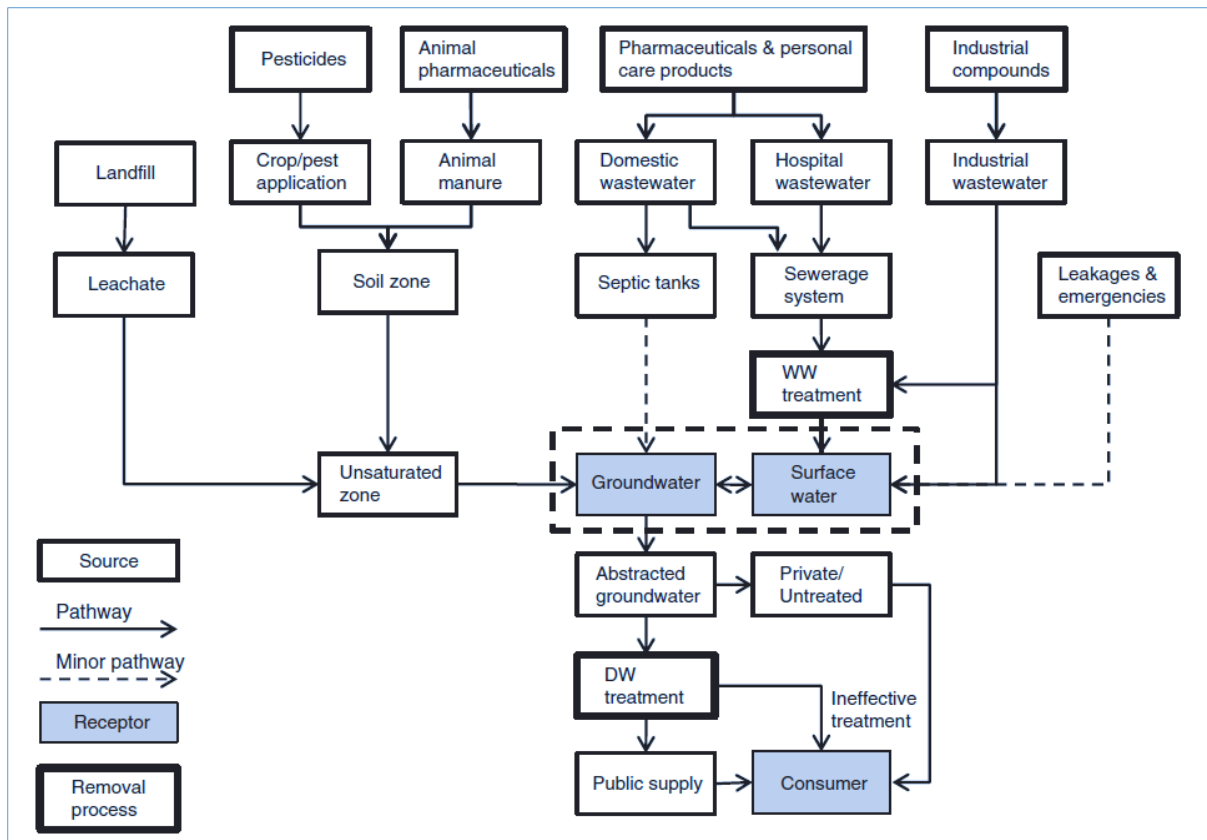 Pesticides
Animal
pharmaceuticals
Pharmaceuticals & personal
care products
Industrial
compounds
Landfill
Crop/pest
application
Animal
manure
Domestic
wastewater
Hospital
wastewater
Industrial
wastewater
Leachate
Soil zone
Septic tanks
Sewerage
system
Leakages &
emergencies
WW
treatment
Unsaturated
zone
Groundwater
Surface
water
Source
Abstracted
groundwater
Private/
Untreated
Pathway
Minor pathway
DW
treatment
Ineffective
treatment
Receptor
Public supply
Consumer
Removal
process